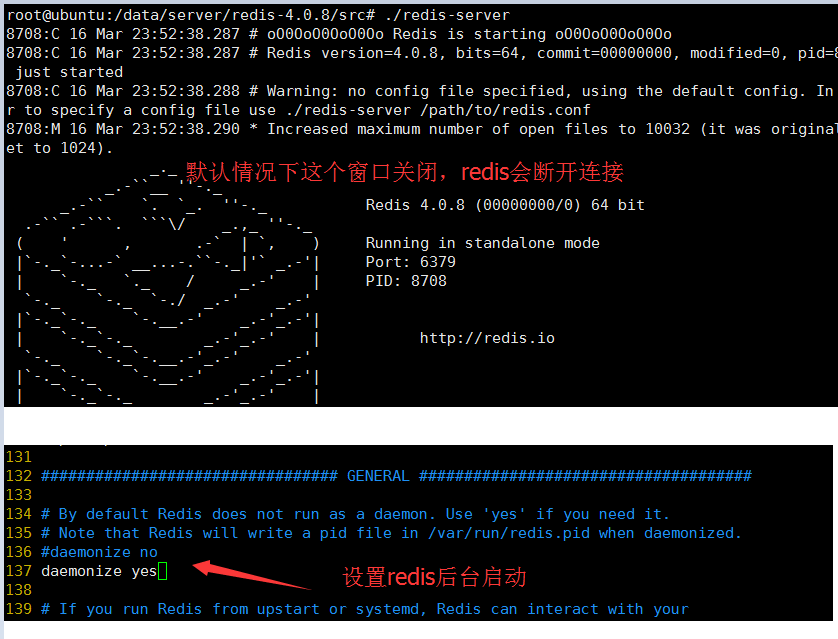 root@ubuntu:/data/server/redis-4.0.8/src# ./redis-server
8708:C 16 Mar 23:52:38.287 # oO0OoO0OoO0Oo Redis is starting oO0OoO0OoO0Oo
8708:C 16 Mar 23:52:38.287 # Redis version=4.0.8, bits=64, commit=00000000, modified=0, pid=8
just started
8708:C 16 Mar 23:52:38.288 # Warning: no config file specified, using the default config. In
r to specify a config file use ./redis-server /path/to/redis.conf
8708:M 16 Mar 23:52:38.290 * Increased maximum number of open files to 10032 (it was original
et to 1024).
默认情况下这个窗口关闭，redis会断开连接
Redis 4.0.8 (00000000/0) 64 bit
Running in standalone mode
Port: 6379
PID: 8708
http://redis.io
131
132 ################################# GENERAL #####################################
133
134 # By default Redis does not run as a daemon. Use 'yes' if you need it.
135 # Note that Redis will write a pid file in /var/run/redis.pid when daemonized.
136 #daemonize no
137 daemonize yes
设置redis后台启动
138
139 # If you run Redis from upstart or systemd, Redis can interact with your